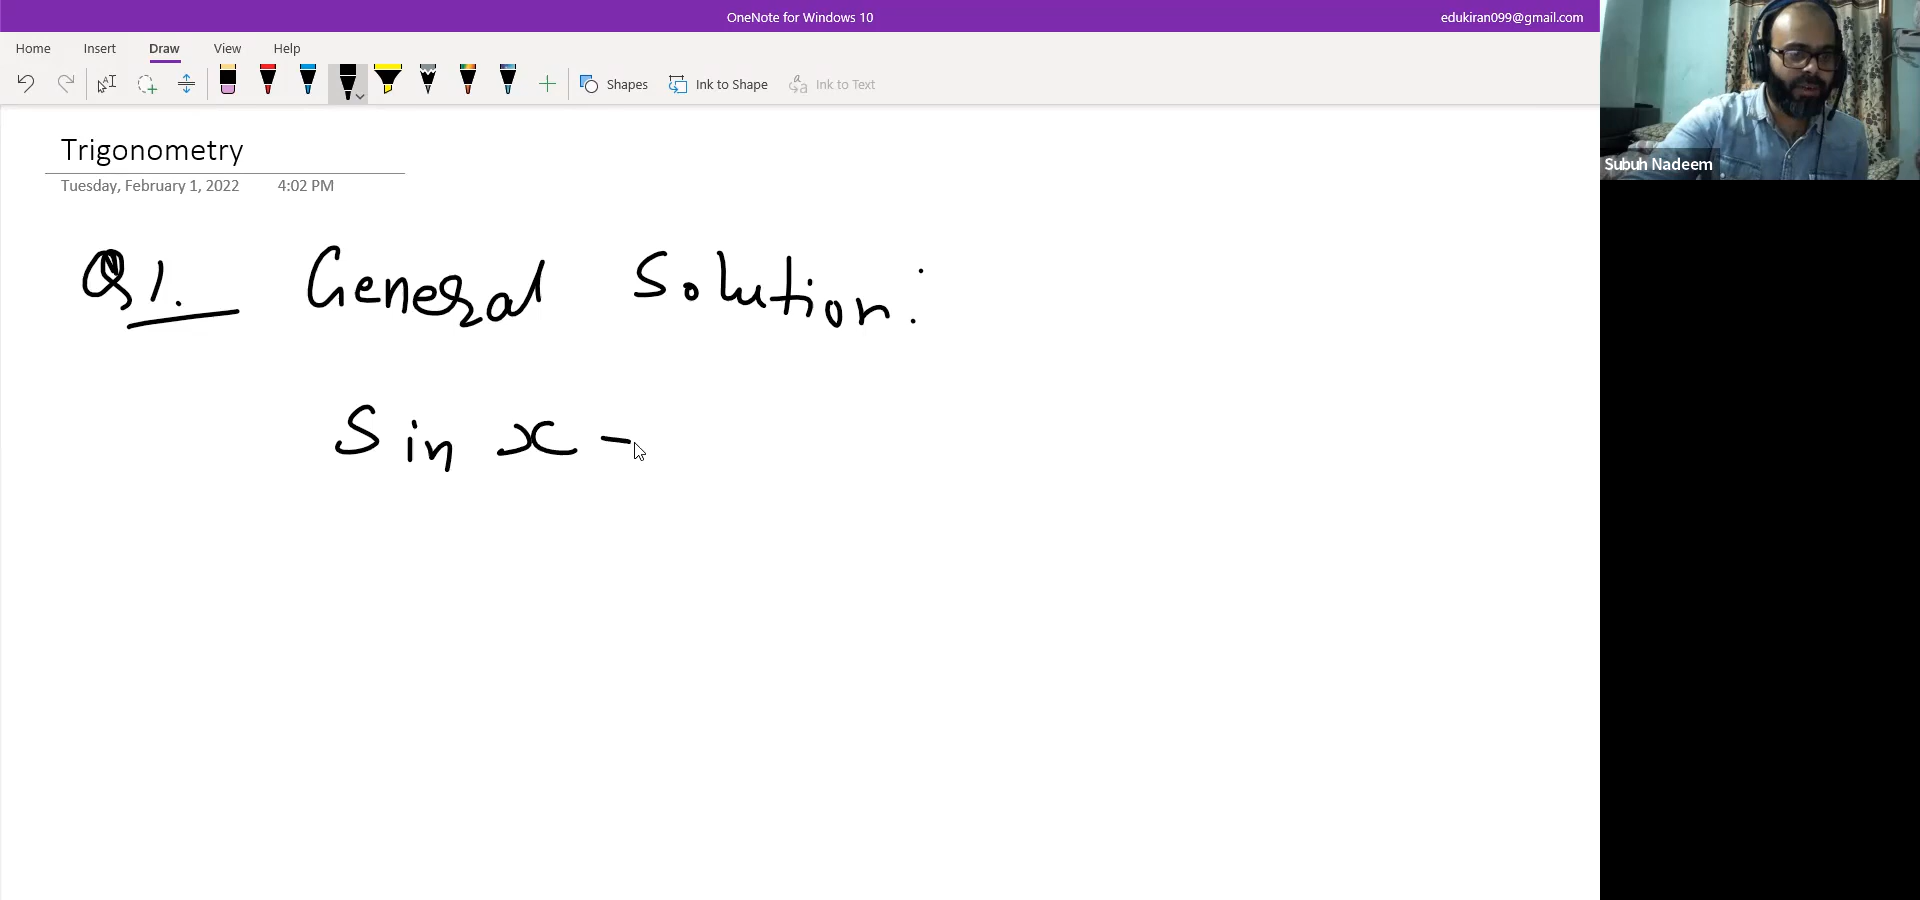 OneNote for Windows 10
edukiran099@gmail.com
Home Insert Draw View Help
Shapes Ink to Shape Ink to Text
Subuh Nadeem
Trigonometry
Tuesday, February 1, 2022 4:02 PM
Q1. General Solution:
Sin x -